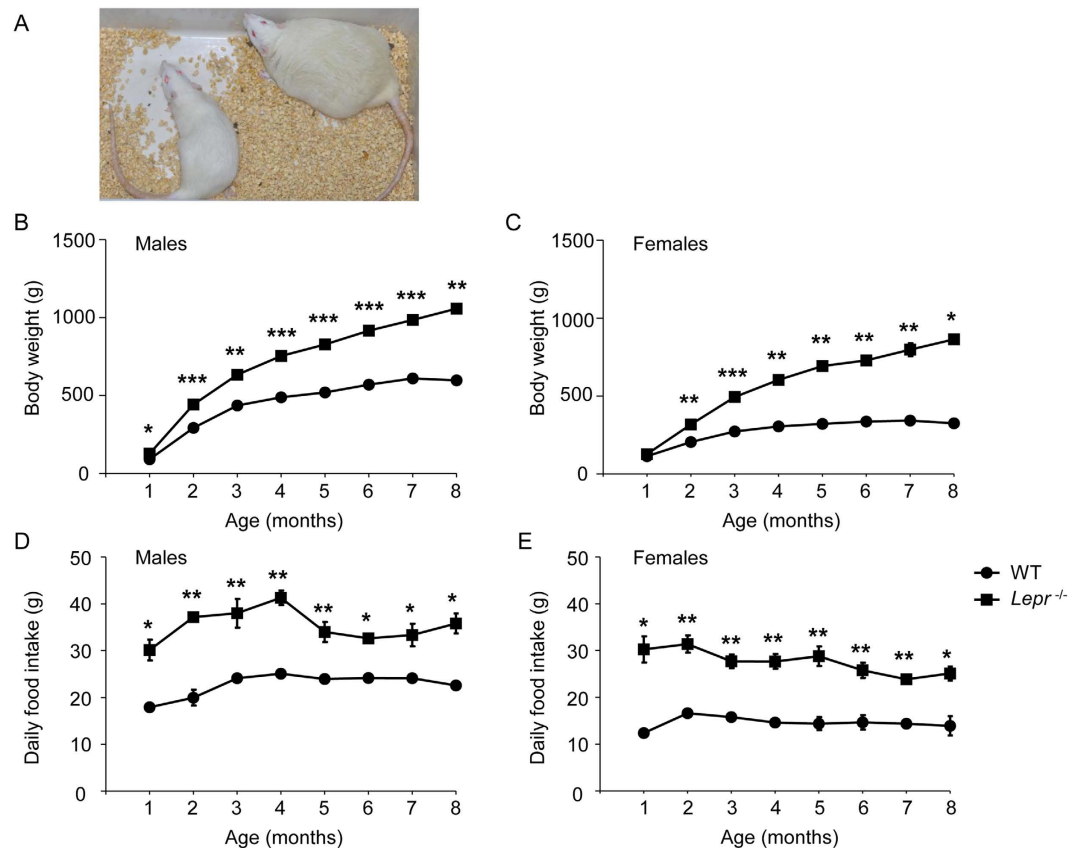 A
B
Males
Body weight (g)
1500
1000
500
0
*
***
**
***
***
***
***
**
1 2 3 4 5 6 7 8
Age (months)
C
Females
Body weight (g)
1500
1000
500
0
**
***
**
**
**
**
*
1 2 3 4 5 6 7 8
Age (months)
D
Males
Daily food intake (g)
50
40
30
20
10
0
*
**
**
**
**
*
*
*
1 2 3 4 5 6 7 8
Age (months)
E
Females
Daily food intake (g)
50
40
30
20
10
0
*
**
**
**
**
**
**
*
1 2 3 4 5 6 7 8
Age (months)
WT
Lepr -/-